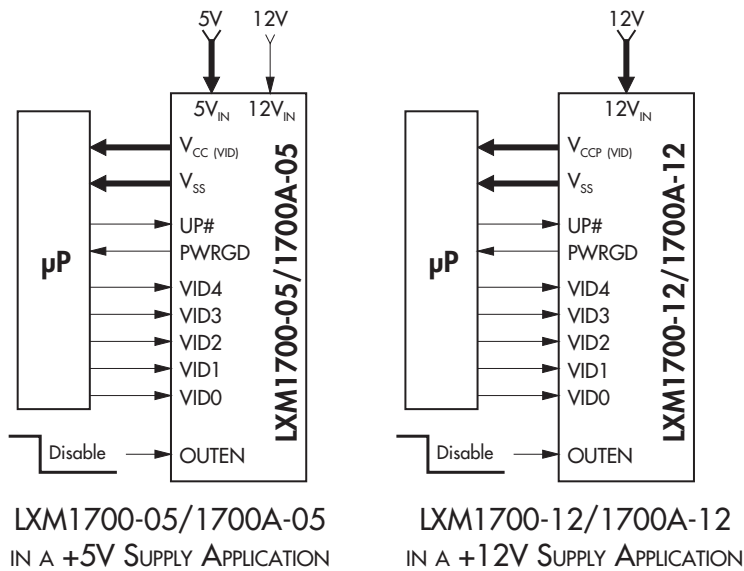 5V 12V
5V_IN 12V_IN
V_CC (VID)
V_SS
UP#
PWRGD
VID4
VID3
VID2
VID1
VID0
OUTEN
µP
LXM1700-05/1700A-05
Disable
LXM1700-05/1700A-05
IN A +5V SUPPLY APPLICATION
12V
12V_IN
V_CCP (VID)
V_SS
UP#
PWRGD
VID4
VID3
VID2
VID1
VID0
OUTEN
µP
LXM1700-12/1700A-12
Disable
LXM1700-12/1700A-12
IN A +12V SUPPLY APPLICATION